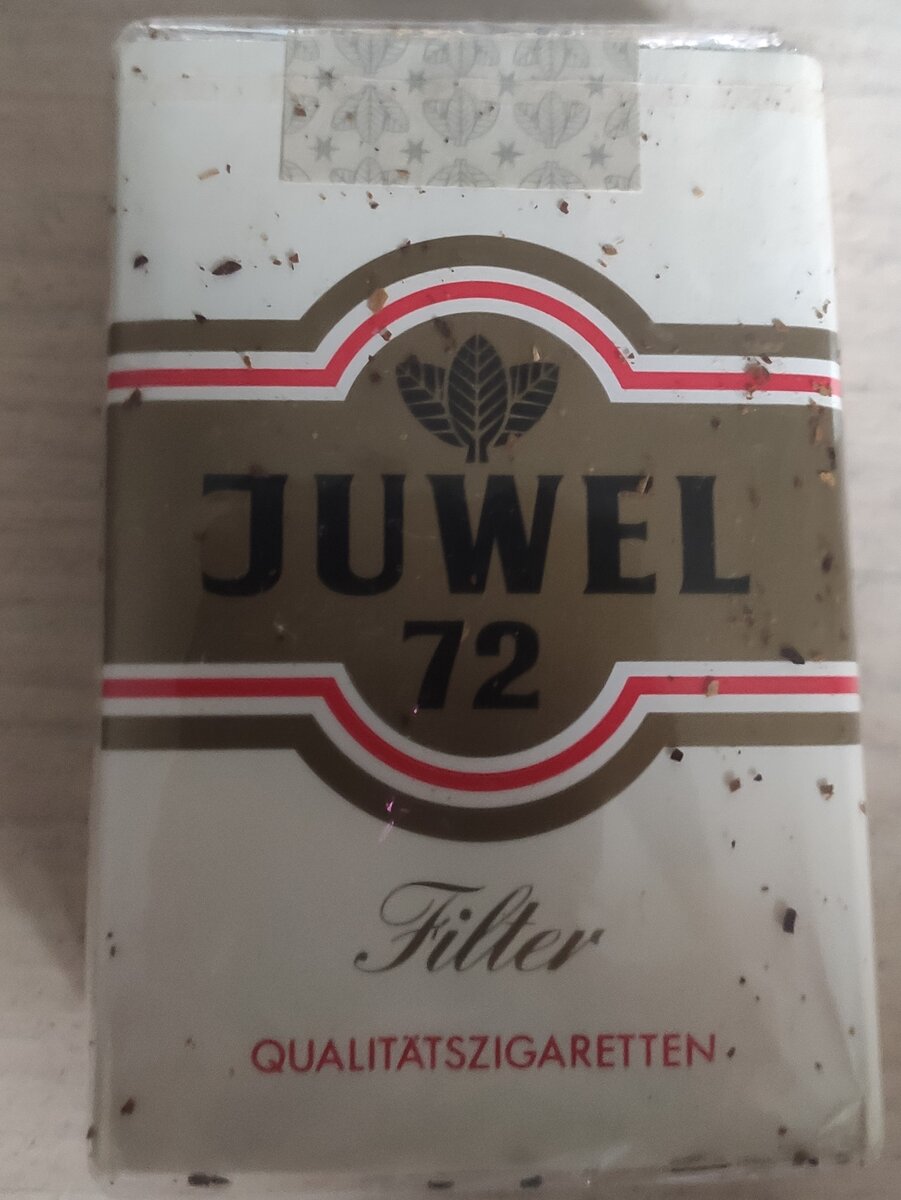 JUWEL
72
Filter
QUALITÄTSZIGARETTEN